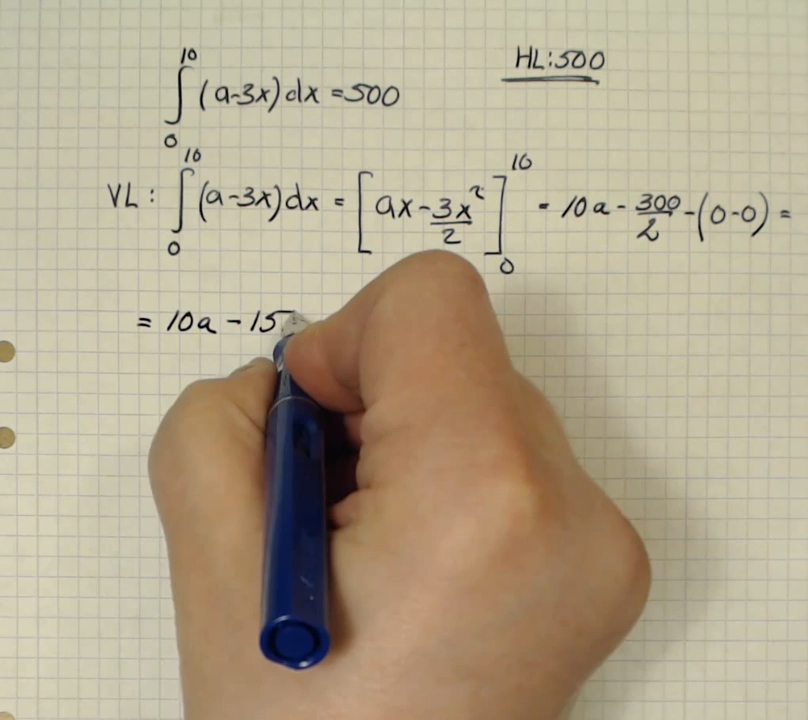 ∫₀¹⁰ (a-3x) dx = 500
HL: 500
VL: ∫₀¹⁰ (a-3x) dx = [ax - 3x²/2]₀¹⁰ = 10a - 300/2 - (0-0) =
= 10a - 15